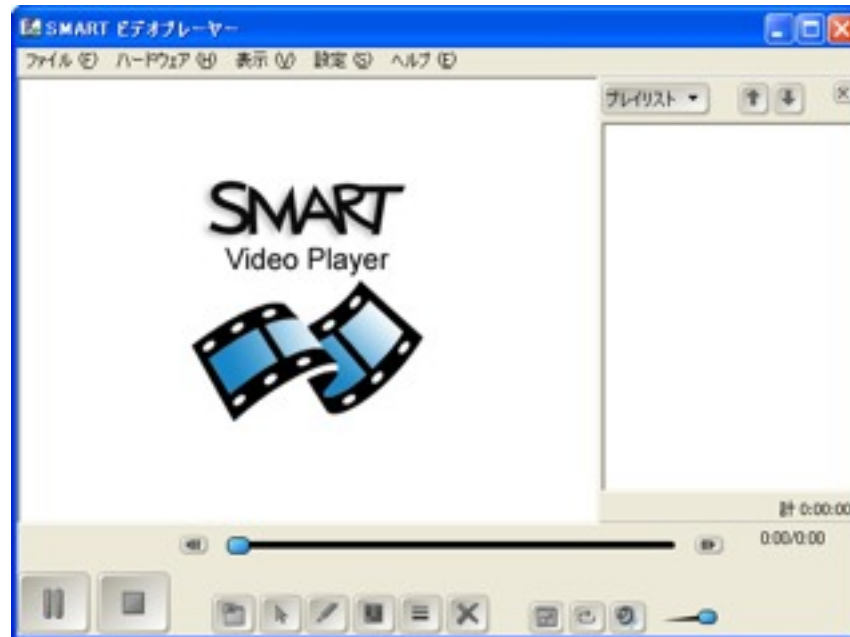 SMART ビデオプレーヤー
ファイル (F) ハードウェア (H) 表示 (V) 設定 (S) ヘルプ (E)
プレイリスト
SMART
Video Player
計 0:00:00
0:00/0:00